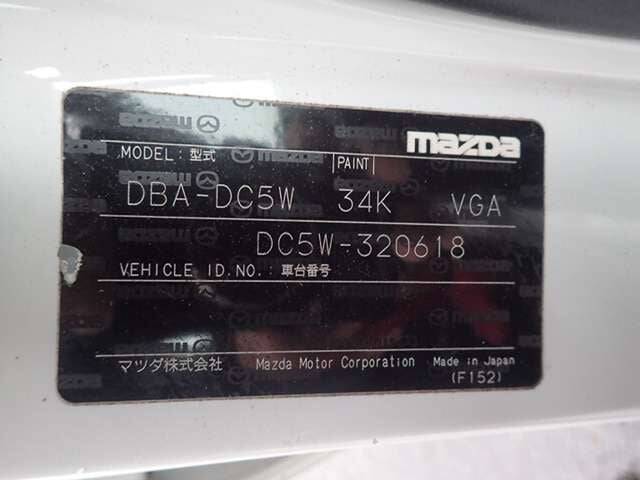 mazda
MODEL: 型式 PAINT
DBA-DC5W 34K VGA
DC5W-320618
VEHICLE ID.NO.: 車台番号
マツダ株式会社 Mazda Motor Corporation Made in Japan
(F152)